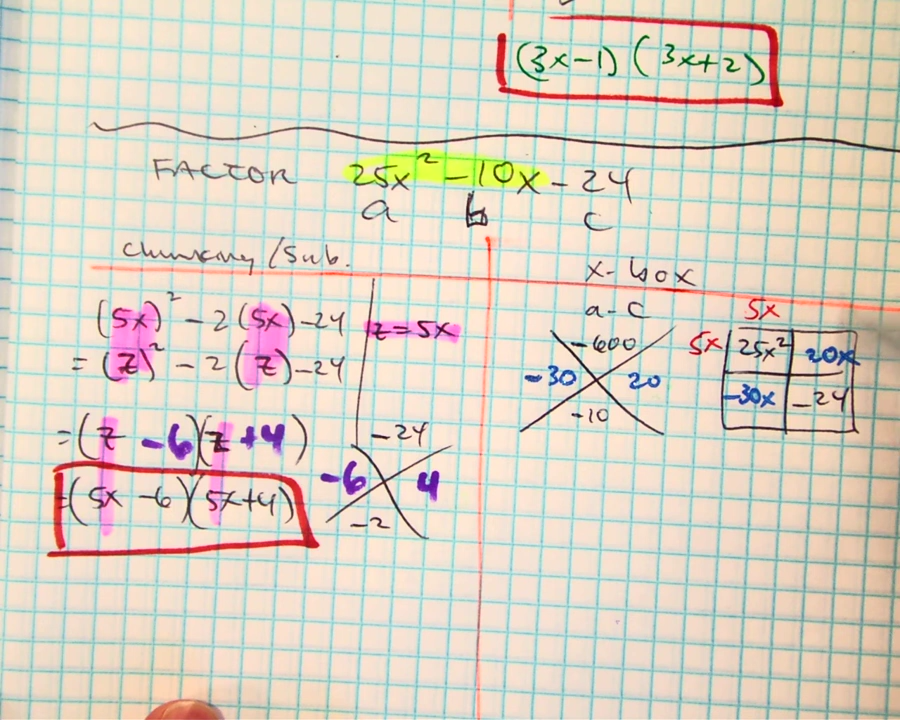 (3x-1) (3x+2)
FACTOR 25x² - 10x - 24
a b c
Chunking/Sub.
(5x)² - 2(5x) - 24
z = 5x
= (z)² - 2(z) - 24
= (z - 6)(z + 4)
-24
-6 4
-2
= (5x - 6)(5x + 4)
x-box
a-c
-600
-30 20
-10
5x
5x 25x² 20x
-30x -24